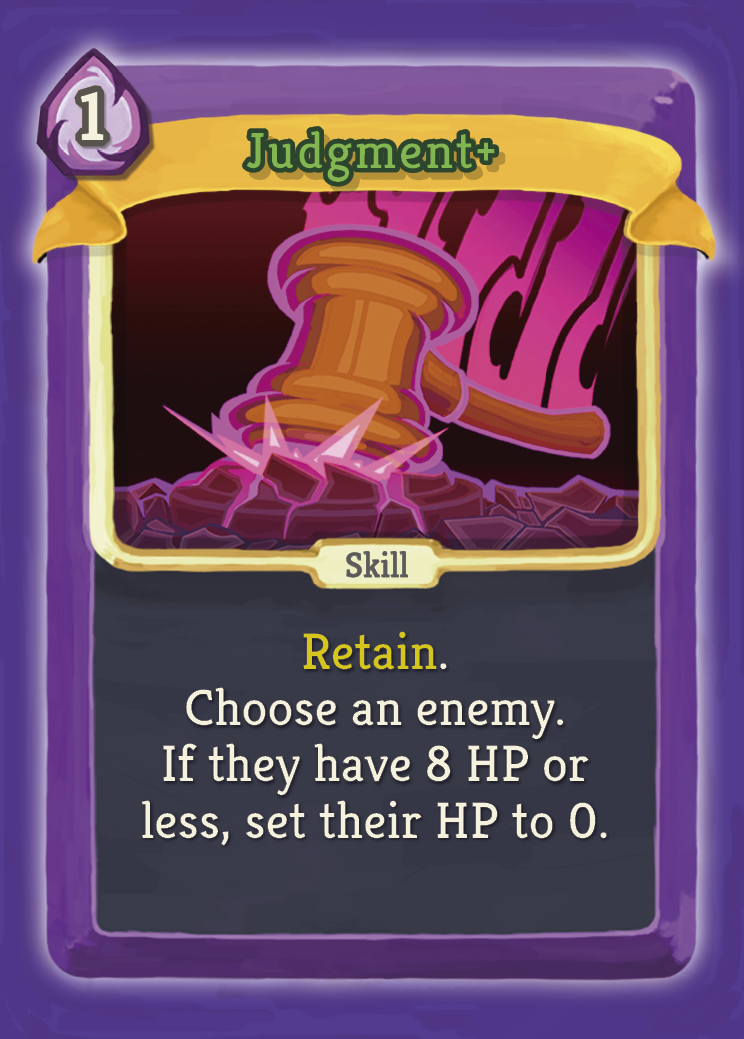 1
Judgment+
Skill
Retain.
Choose an enemy.
If they have 8 HP or
less, set their HP to 0.